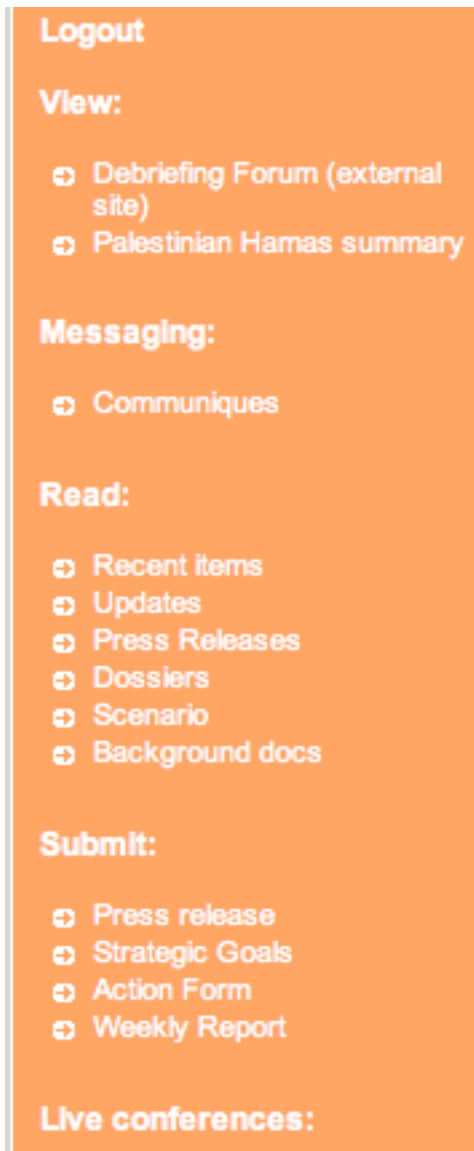 Logout
View:
Debriefing Forum (external
site)
Palestinian Hamas summary
Messaging:
Communiques
Read:
Recent items
Updates
Press Releases
Dossiers
Scenario
Background docs
Submit:
Press release
Strategic Goals
Action Form
Weekly Report
Live conferences: